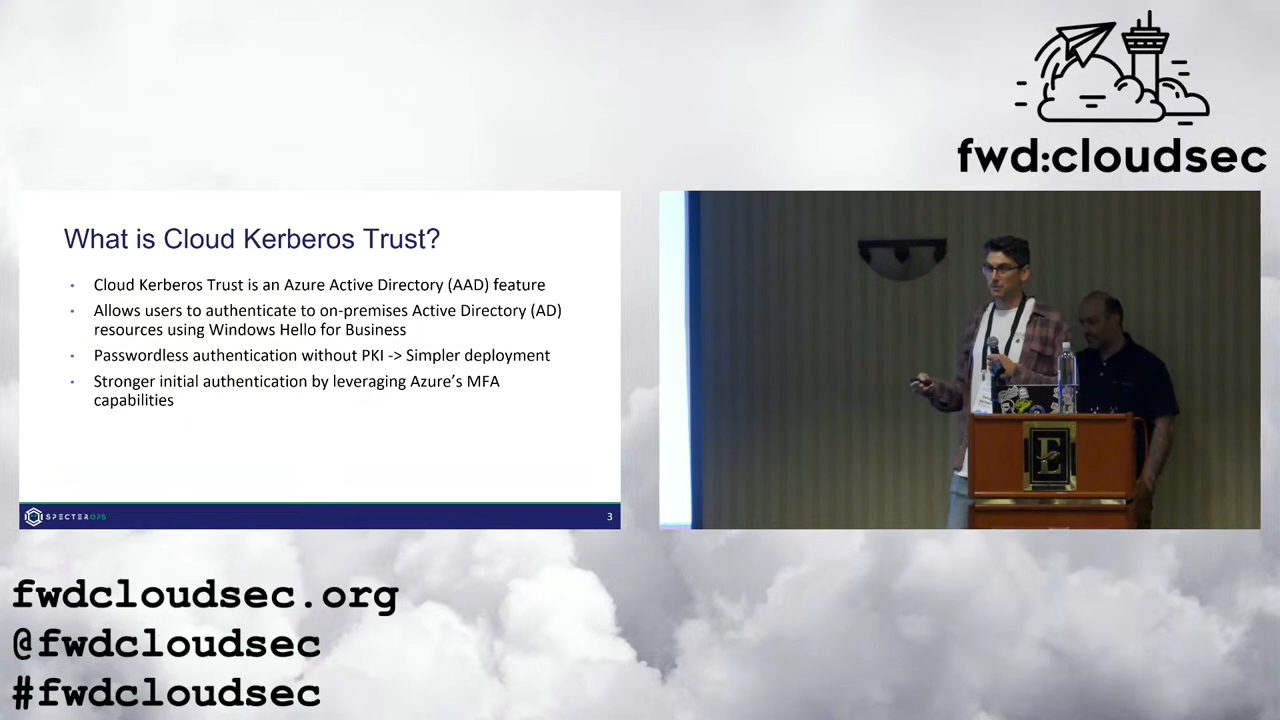 fwd:cloudsec
What is Cloud Kerberos Trust?
• Cloud Kerberos Trust is an Azure Active Directory (AAD) feature
• Allows users to authenticate to on-premises Active Directory (AD)
resources using Windows Hello for Business
• Passwordless authentication without PKI -> Simpler deployment
• Stronger initial authentication by leveraging Azure's MFA
capabilities
SPECTEROPS
3
E
fwdcloudsec.org
@fwdcloudsec
#fwdcloudsec